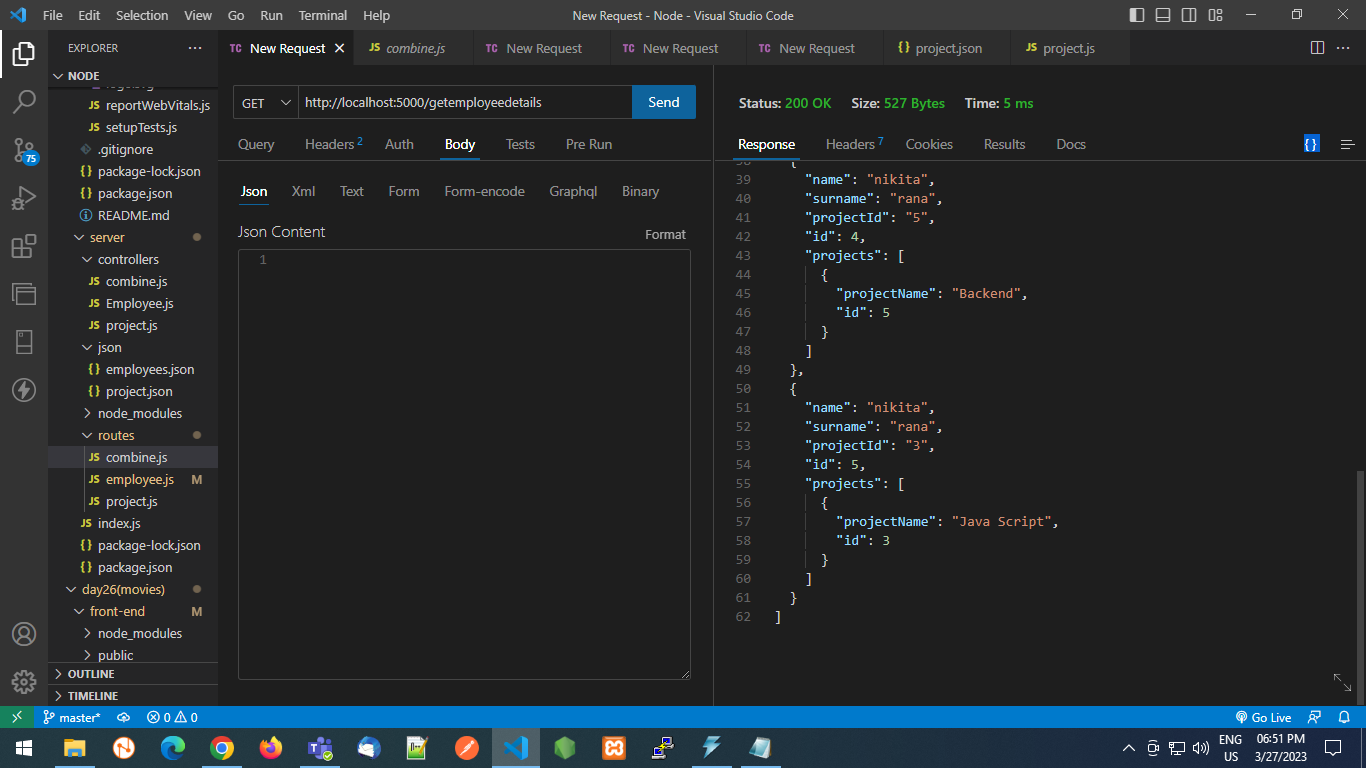 File Edit Selection View Go Run Terminal Help
New Request - Node - Visual Studio Code
EXPLORER
NODE
JS reportWebVitals.js
JS setupTests.js
.gitignore
{} package-lock.json
{} package.json
README.md
server
controllers
JS combine.js
JS Employee.js
JS project.js
json
{} employees.json
{} project.json
node_modules
routes
JS combine.js
JS employee.js M
JS project.js
JS index.js
{} package-lock.json
{} package.json
day26(movies)
front-end M
node_modules
public
OUTLINE
TIMELINE
75
TC New Request
JS combine.js
TC New Request
TC New Request
TC New Request
{} project.json
JS project.js
GET http://localhost:5000/getemployeedetails Send
Query Headers 2 Auth Body Tests Pre Run
Json Xml Text Form Form-encode Graphql Binary
Json Content
Format
1
Status: 200 OK Size: 527 Bytes Time: 5 ms
Response Headers 7 Cookies Results Docs
{}
39 "name": "nikita",
40 "surname": "rana",
41 "projectId": "5",
42 "id": 4,
43 "projects": [
44 {
45 "projectName": "Backend",
46 "id": 5
47 }
48 ]
49 },
50 {
51 "name": "nikita",
52 "surname": "rana",
53 "projectId": "3",
54 "id": 5,
55 "projects": [
56 {
57 "projectName": "Java Script",
58 "id": 3
59 }
60 ]
61 }
62 ]
master* 0 0 Go Live
ENG
US
06:51 PM
3/27/2023